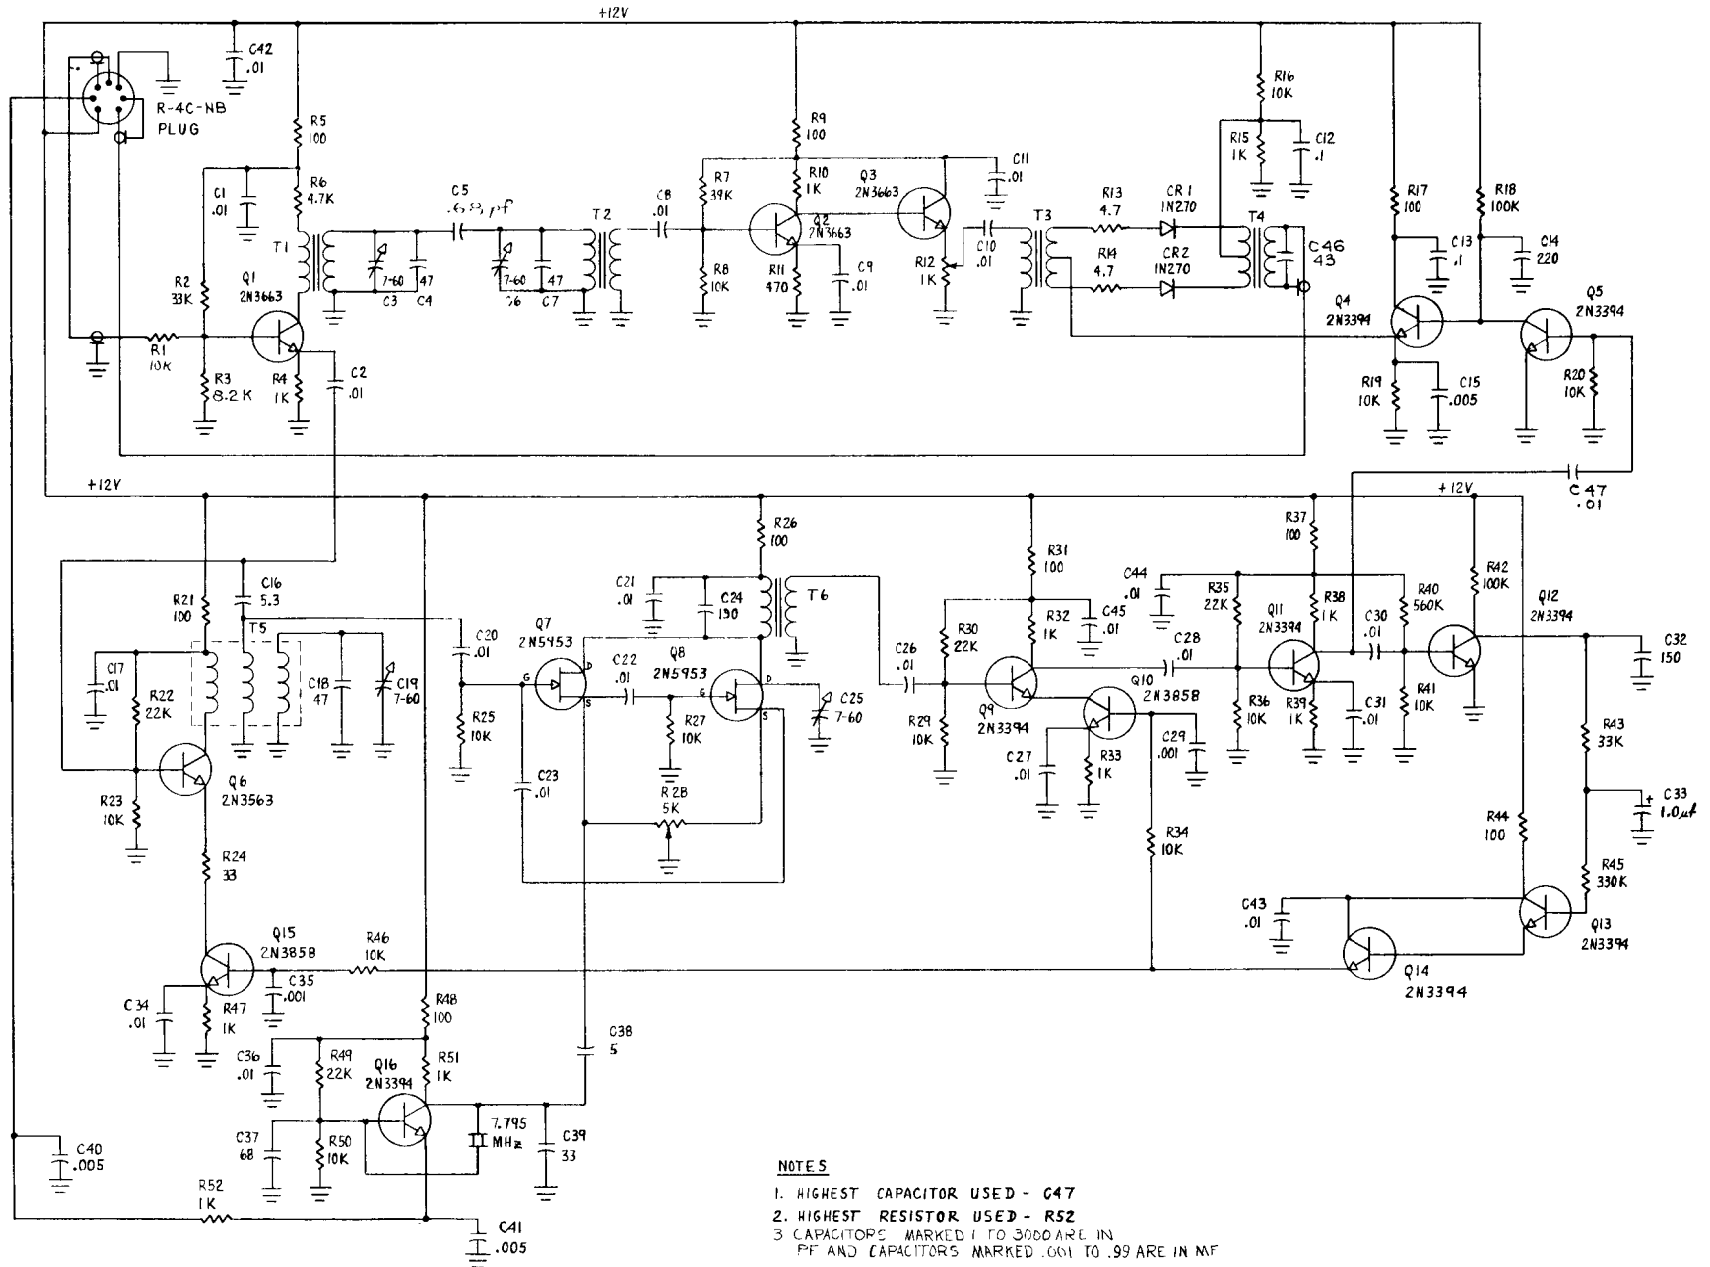 +12V
C42
.01
R-4C-NB
PLUG
R5
100
R9
100
R16
10K
C1
.01
R6
4.7K
T1
C5
.68 pf
T2
C8
.01
R7
39K
R10
1K
Q3
2N3663
C11
.01
R15
1K
C12
.1
R17
100
R18
100K
R2
33K
Q1
2N3663
7-60
C3
47
C4
7-60
C6
47
C7
R8
10K
Q2
2N3663
R11
470
C9
.01
R12
1K
C10
.01
T3
R13
4.7
CR1
1N270
R14
4.7
CR2
1N270
T4
C46
43
C13
.1
C14
220
Q4
2N3394
Q5
2N3394
R1
10K
R3
8.2K
R4
1K
C2
.01
R19
10K
C15
.005
R20
10K
C47
.01
+12V
+12V
C16
5.3
R21
100
T5
C17
.01
R22
22K
C18
47
C19
7-60
Q6
2N3563
R23
10K
R24
33
C20
.01
R25
10K
Q7
2N5953
G
D
S
C21
.01
C24
190
R26
100
T6
C22
.01
Q8
2N5953
G
D
S
R27
10K
C25
7-60
C23
.01
R28
5K
C26
.01
R29
10K
R30
22K
R31
100
R32
1K
C45
.01
Q9
2N3394
C27
.01
R33
1K
Q10
2N3858
C28
.01
C29
.001
R34
10K
C44
.01
R35
22K
R36
10K
R37
100
Q11
2N3394
R38
1K
R39
1K
C30
.01
C31
.01
R40
560K
R41
10K
R42
100K
Q12
2N3394
C32
150
R43
33K
+
C33
1.0µf
R44
100
R45
330K
C43
.01
Q13
2N3394
Q14
2N3394
Q15
2N3858
R46
10K
C35
.001
C34
.01
R47
1K
R48
100
C36
.01
R49
22K
Q16
2N3394
R51
1K
C37
68
R50
10K
7.795
MHz
C39
33
C38
5
C40
.005
R52
1K
C41
.005
NOTES
1. HIGHEST CAPACITOR USED - C47
2. HIGHEST RESISTOR USED - R52
3 CAPACITORS MARKED 1 TO 3000 ARE IN
PF AND CAPACITORS MARKED .001 TO .99 ARE IN MF